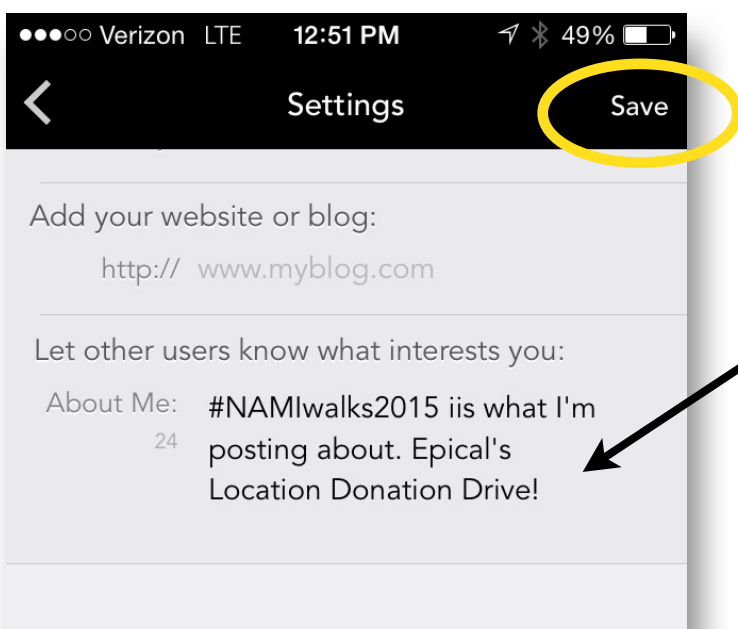 Verizon LTE 12:51 PM 49%
Settings Save
Add your website or blog:
http:// www.myblog.com
Let other users know what interests you:
About Me: #NAMIwalks2015 iis what I'm
24 posting about. Epical's
Location Donation Drive!